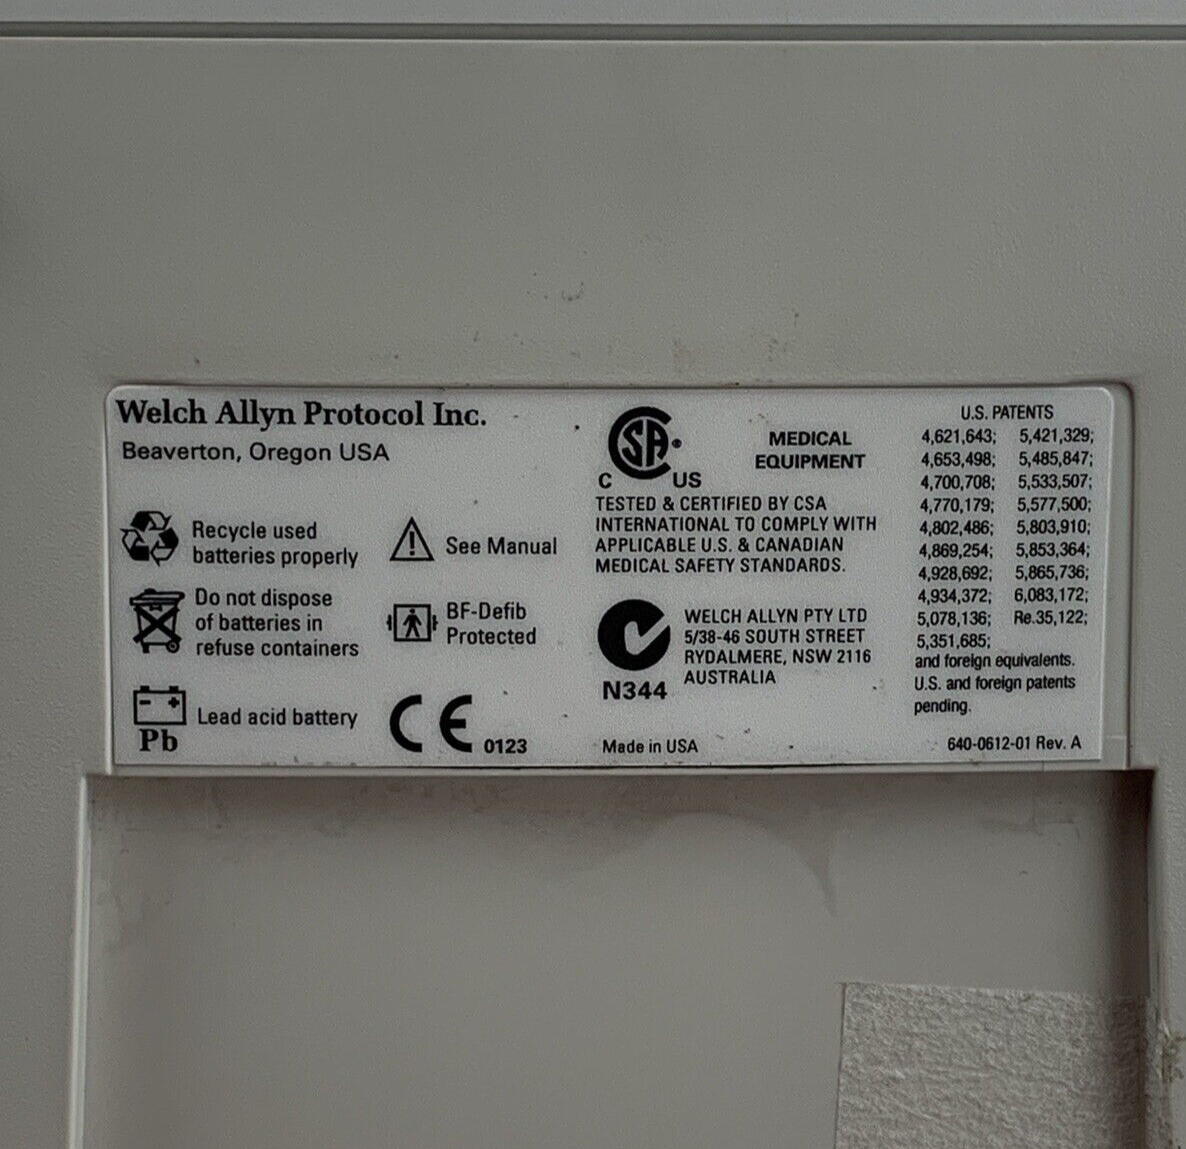 Welch Allyn Protocol Inc.
Beaverton, Oregon USA
Recycle used
batteries properly
Do not dispose
of batteries in
refuse containers
Lead acid battery
Pb
See Manual
BF-Defib
Protected
CE 0123
SA®
C US
MEDICAL
EQUIPMENT
TESTED & CERTIFIED BY CSA
INTERNATIONAL TO COMPLY WITH
APPLICABLE U.S. & CANADIAN
MEDICAL SAFETY STANDARDS.
N344
WELCH ALLYN PTY LTD
5/38-46 SOUTH STREET
RYDALMERE, NSW 2116
AUSTRALIA
Made in USA
U.S. PATENTS
4,621,643; 5,421,329;
4,653,498; 5,485,847;
4,700,708; 5,533,507;
4,770,179; 5,577,500;
4,802,486; 5,803,910;
4,869,254; 5,853,364;
4,928,692; 5,865,736;
4,934,372; 6,083,172;
5,078,136; Re.35,122;
5,351,685;
and foreign equivalents.
U.S. and foreign patents
pending.
640-0612-01 Rev. A